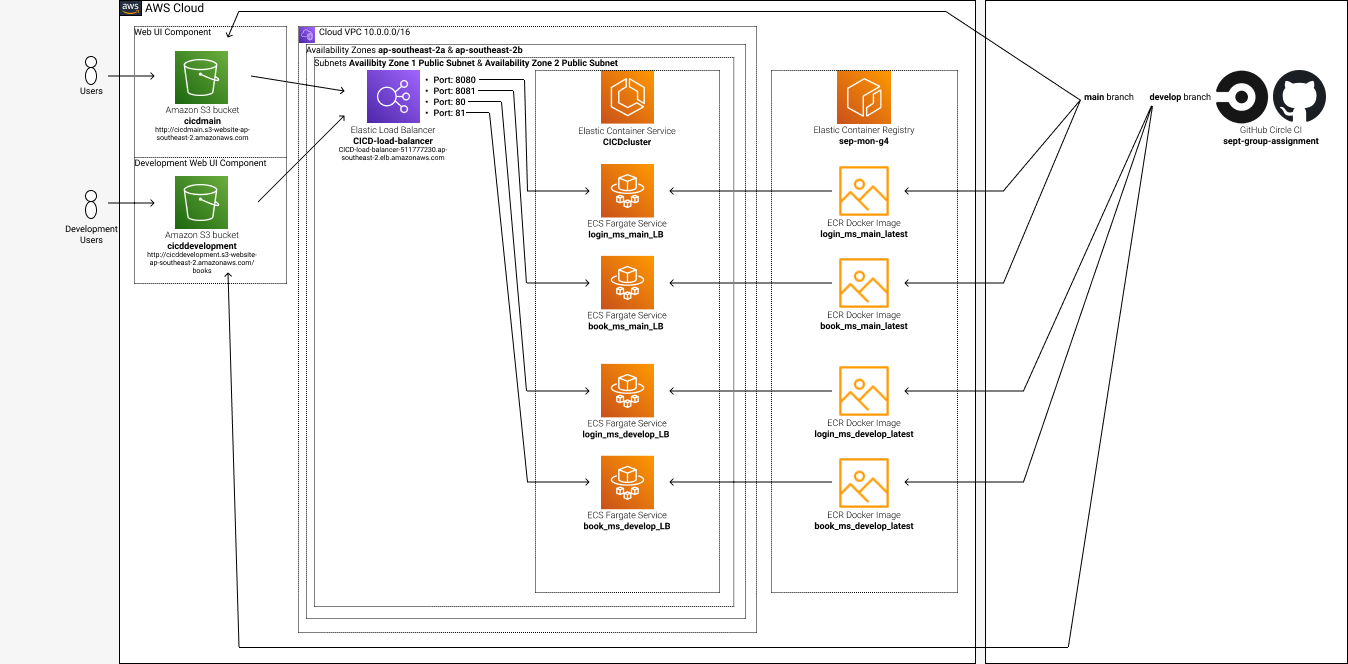 aws
AWS Cloud
Web UI Component
Amazon S3 bucket
cicdmain
http://cicdmain.s3-website-ap-
southeast-2.amazonaws.com
Users
Development Web UI Component
Amazon S3 bucket
cicddevelopment
http://cicddevelopment.s3-website-
ap-southeast-2.amazonaws.com/
books
Development
Users
Cloud VPC 10.0.0.0/16
Availability Zones ap-southeast-2a & ap-southeast-2b
Subnets Availibity Zone 1 Public Subnet & Availability Zone 2 Public Subnet
• Port: 8080
• Port: 8081
• Port: 80
• Port: 81
Elastic Load Balancer
CICD-load-balancer
CICD-load-balancer-511777230.ap-
southeast-2.elb.amazonaws.com
Elastic Container Service
CICDcluster
ECS Fargate Service
login_ms_main_LB
ECS Fargate Service
book_ms_main_LB
ECS Fargate Service
login_ms_develop_LB
ECS Fargate Service
book_ms_develop_LB
Elastic Container Registry
sep-mon-g4
ECR Docker Image
login_ms_main_latest
ECR Docker Image
book_ms_main_latest
ECR Docker Image
login_ms_develop_latest
ECR Docker Image
book_ms_develop_latest
main branch
develop branch
GitHub Circle CI
sept-group-assignment